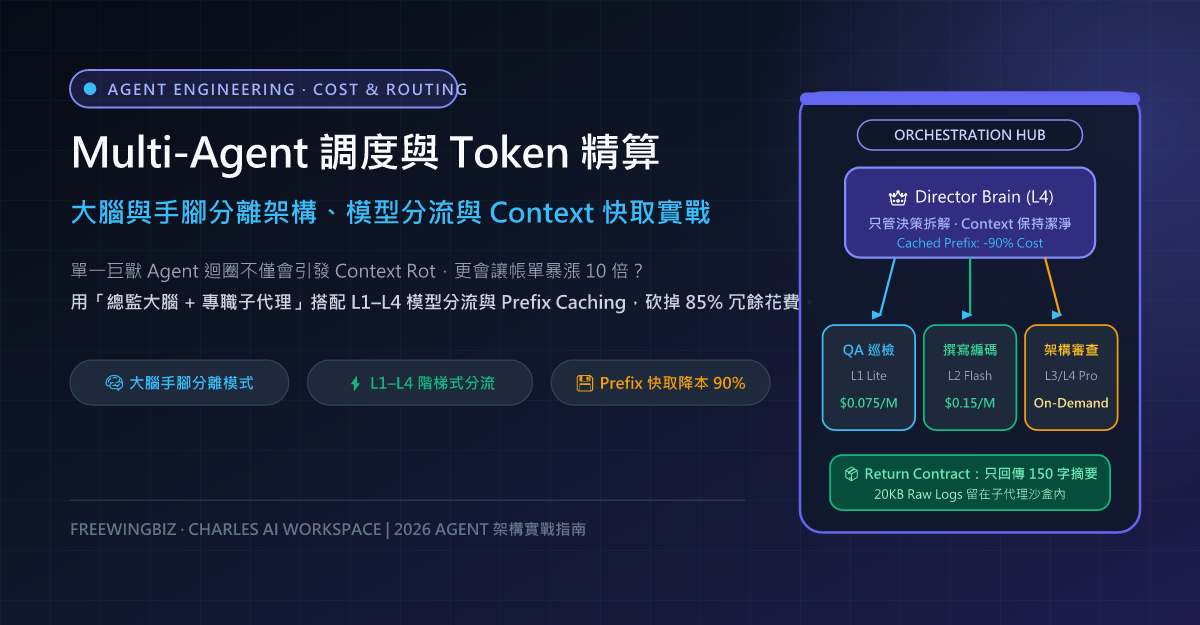 AGENT ENGINEERING · COST & ROUTING
Multi-Agent 調度與 Token 精算
大腦與手腳分離架構、模型分流與 Context 快取實戰
單一巨獸 Agent 迴圈不僅會引發 Context Rot，更會讓帳單暴漲 10 倍？
用「總監大腦 + 專職子代理」搭配 L1–L4 模型分流與 Prefix Caching，砍掉 85% 冗餘花費
大腦手腳分離模式
L1–L4 階梯式分流
Prefix 快取降本 90%
FREEWINGBIZ · CHARLES AI WORKSPACE | 2026 AGENT 架構實戰指南
ORCHESTRATION HUB
Director Brain (L4)
只管決策拆解 · Context 保持潔淨
Cached Prefix: -90% Cost
QA 巡檢
L1 Lite
$0.075/M
撰寫編碼
L2 Flash
$0.15/M
架構審查
L3/L4 Pro
On-Demand
Return Contract：只回傳 150 字摘要
20KB Raw Logs 留在子代理沙盒內